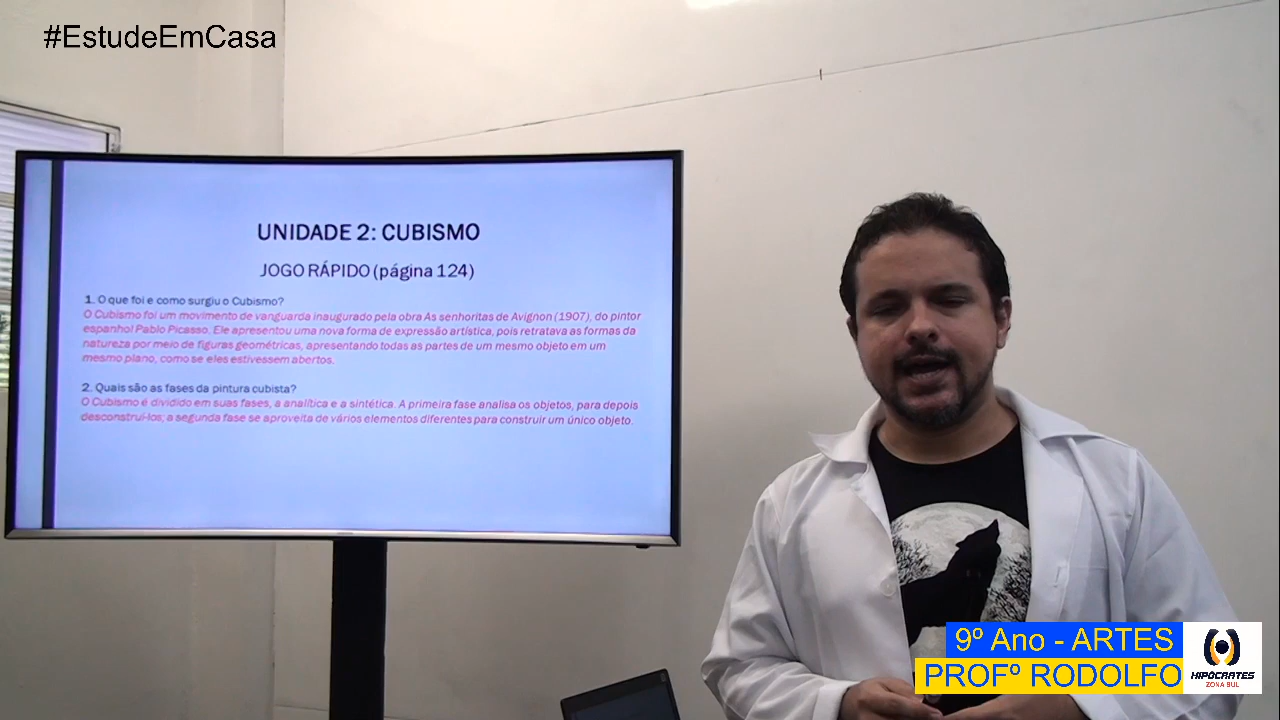 #EstudeEmCasa
UNIDADE 2: CUBISMO
JOGO RÁPIDO (página 124)
1. O que foi e como surgiu o Cubismo?
O Cubismo foi um movimento de vanguarda inaugurado pela obra As senhoritas de Avignon (1907), do pintor
espanhol Pablo Picasso. Ele apresentou uma nova forma de expressão artística, pois retratava as formas da
natureza por meio de figuras geométricas, apresentando todas as partes de um mesmo objeto em um
mesmo plano, como se eles estivessem abertos.
2. Quais são as fases da pintura cubista?
O Cubismo é dividido em suas fases, a analítica e a sintética. A primeira fase analisa os objetos, para depois
desconstruí-los; a segunda fase se aproveita de vários elementos diferentes para construir um único objeto.
9º Ano - ARTES
PROFº RODOLFO
HIPÓCRATES
ZONA SUL